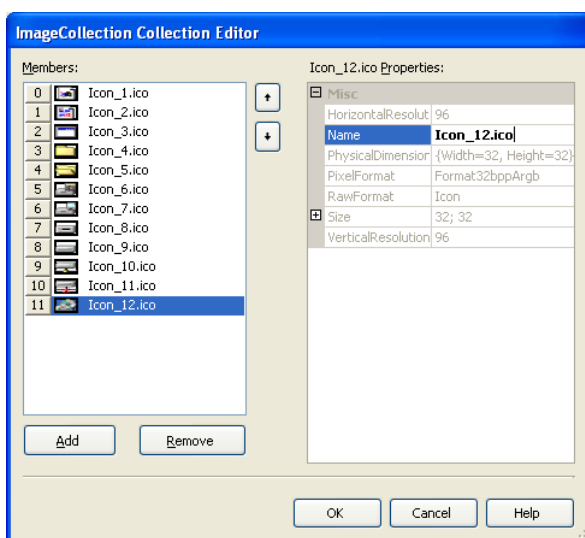 ImageCollection Collection Editor
Members:
0 Icon_1.ico
1 Icon_2.ico
2 Icon_3.ico
3 Icon_4.ico
4 Icon_5.ico
5 Icon_6.ico
6 Icon_7.ico
7 Icon_8.ico
8 Icon_9.ico
9 Icon_10.ico
10 Icon_11.ico
11 Icon_12.ico
Add Remove
Icon_12.ico Properties:
Misc
HorizontalResolut 96
Name Icon_12.ico
PhysicalDimension {Width=32, Height=32}
PixelFormat Format32bppArgb
RawFormat Icon
Size 32; 32
VerticalResolution 96
OK Cancel Help